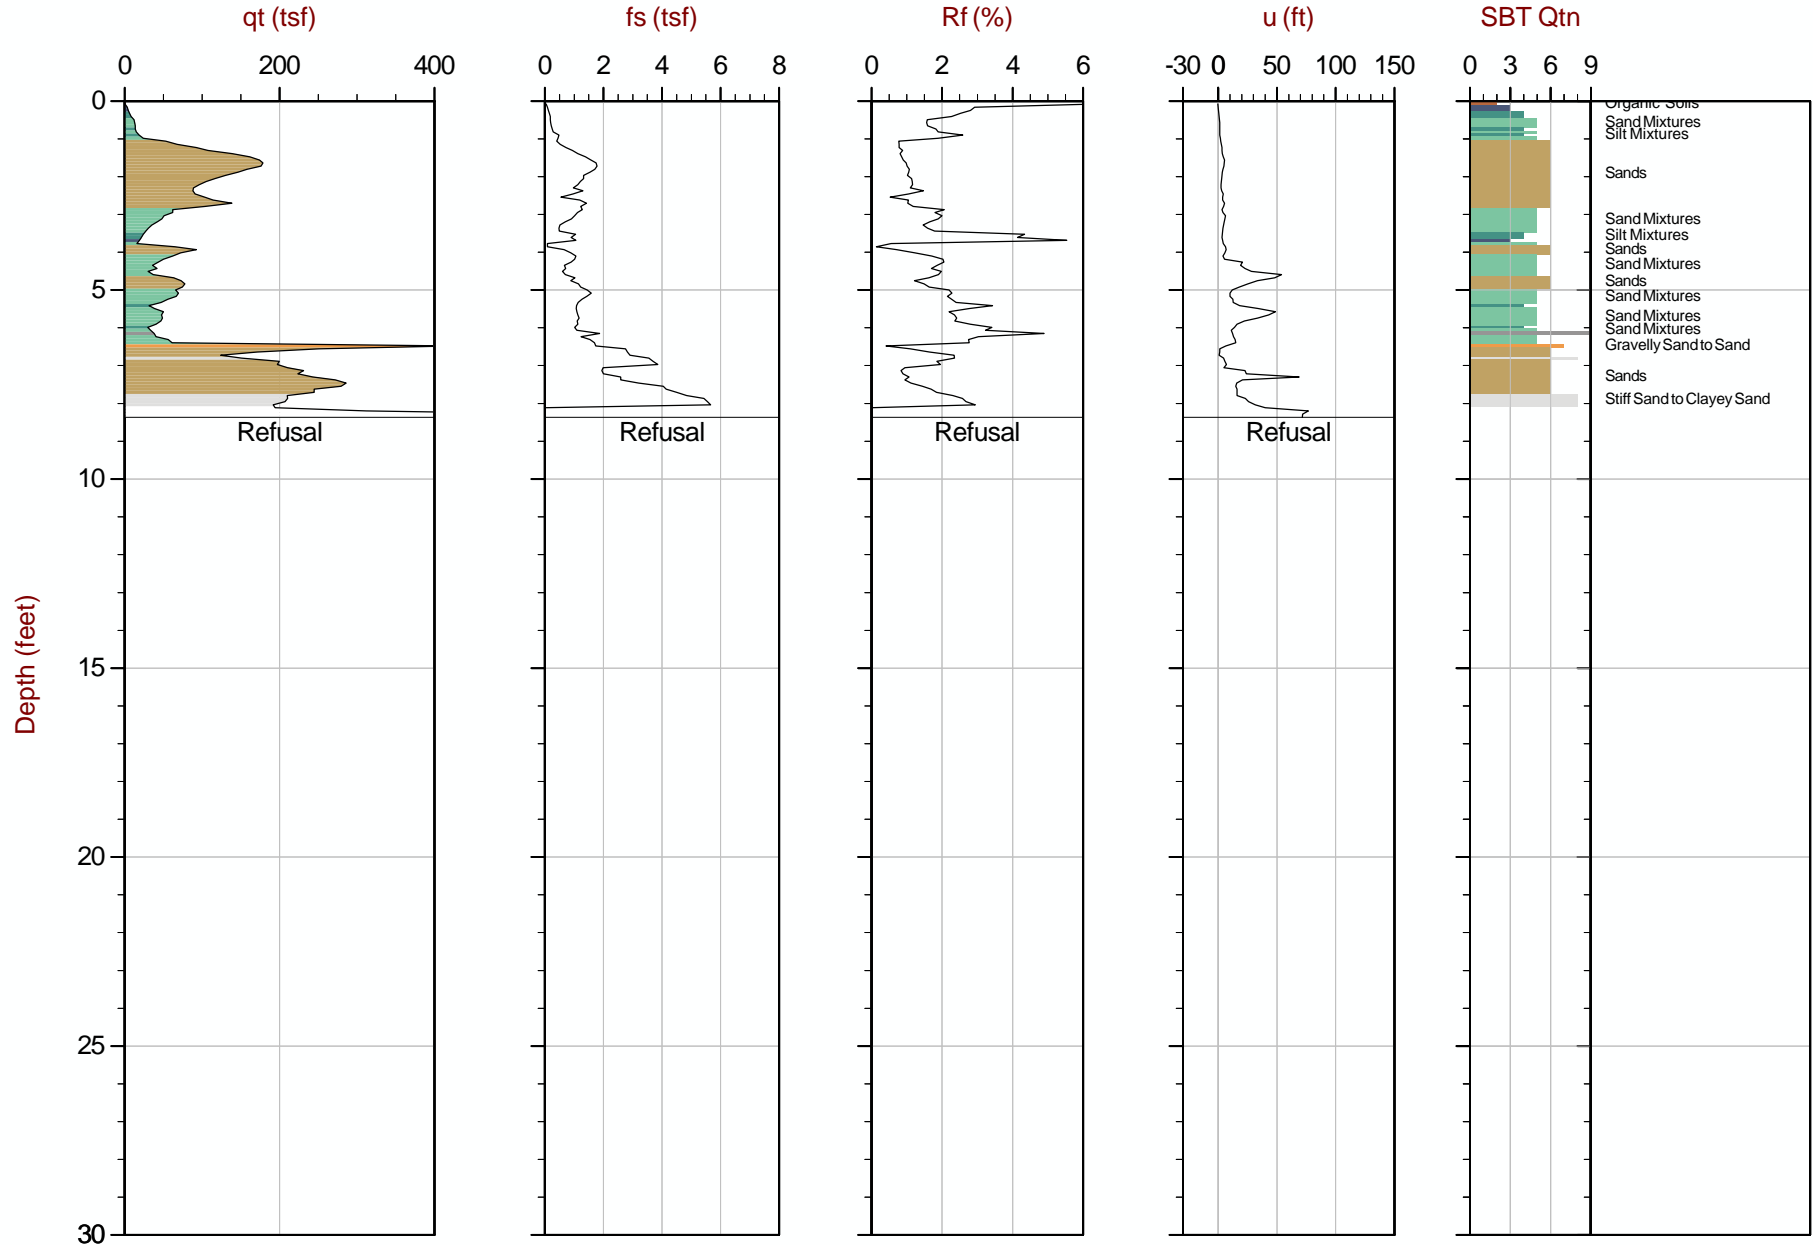 qt (tsf) fs (tsf) Rf (%) u (ft) SBT Qtn
0 200 400 0 2 4 6 8 0 2 4 6 -30 0 50 100 150 0 3 6 9
0
Organic Soils
Sand Mixtures
Silt Mixtures
Sands
Sand Mixtures
Silt Mixtures
Sands
Sand Mixtures
Sands
5
Sand Mixtures
Sand Mixtures
Sand Mixtures
Gravelly Sand to Sand
Sands
Stiff Sand to Clayey Sand
Refusal Refusal Refusal Refusal
10
15
Depth (feet)
20
25
30